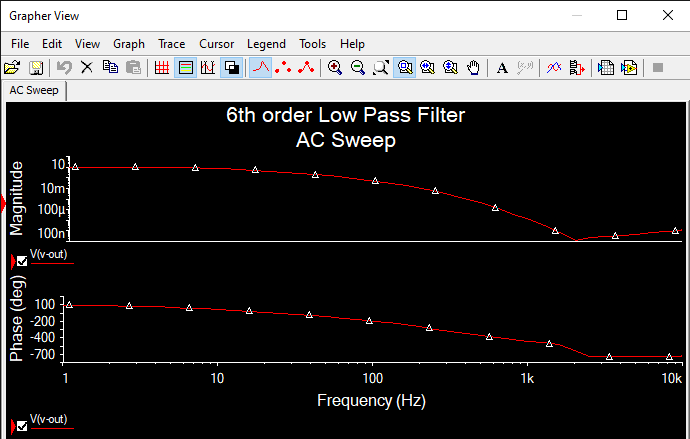 Grapher View
File Edit View Graph Trace Cursor Legend Tools Help
AC Sweep
6th order Low Pass Filter
AC Sweep
Magnitude
10
10m
100µ
100n
V(v-out)
Phase (deg)
100
-200
-400
-700
1 10 100 1k 10k
Frequency (Hz)
V(v-out)